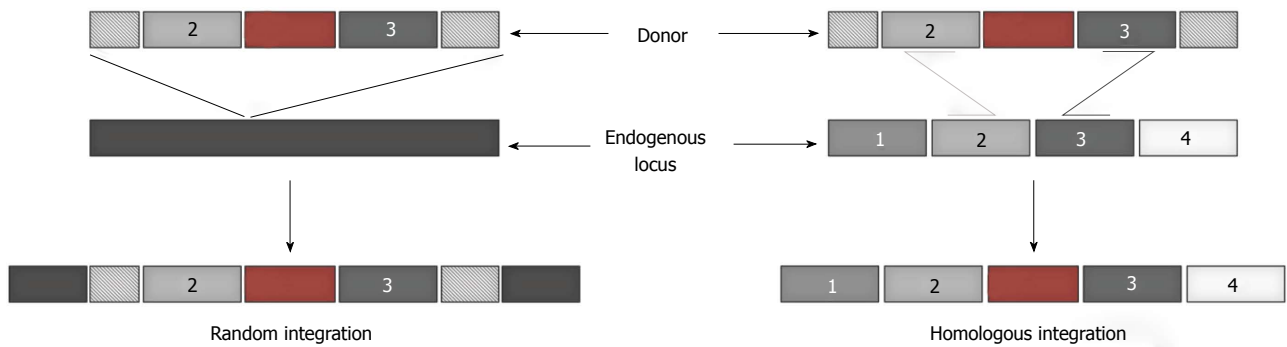 2 3 Donor 2 3
Endogenous
locus
1 2 3 4
2 3 1 2 3 4
Random integration Homologous integration